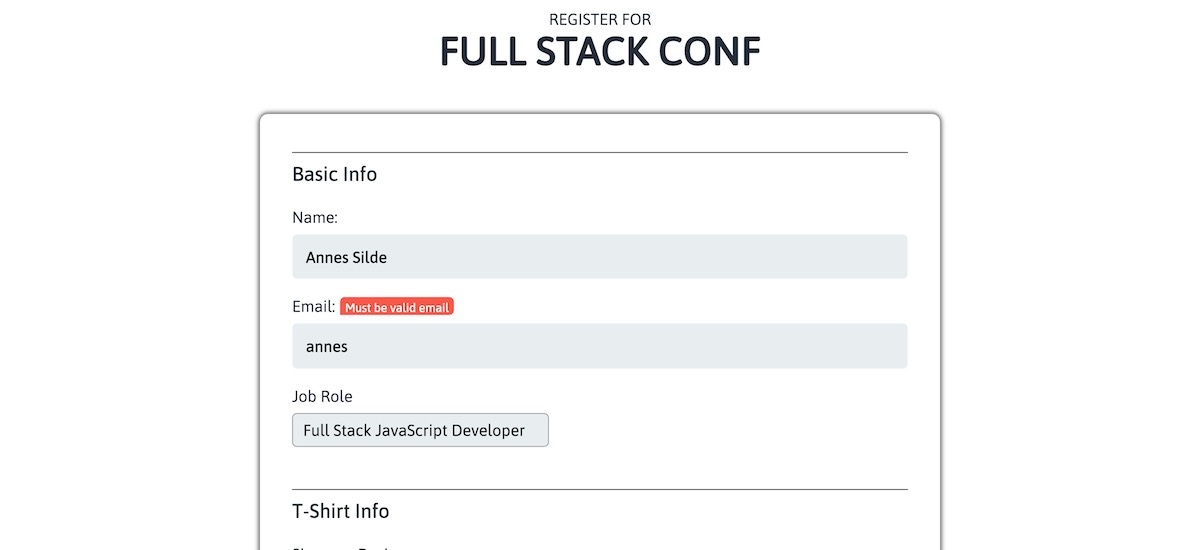 REGISTER FOR
FULL STACK CONF
Basic Info
Name:
Annes Silde
Email: Must be valid email
annes
Job Role
Full Stack JavaScript Developer
T-Shirt Info